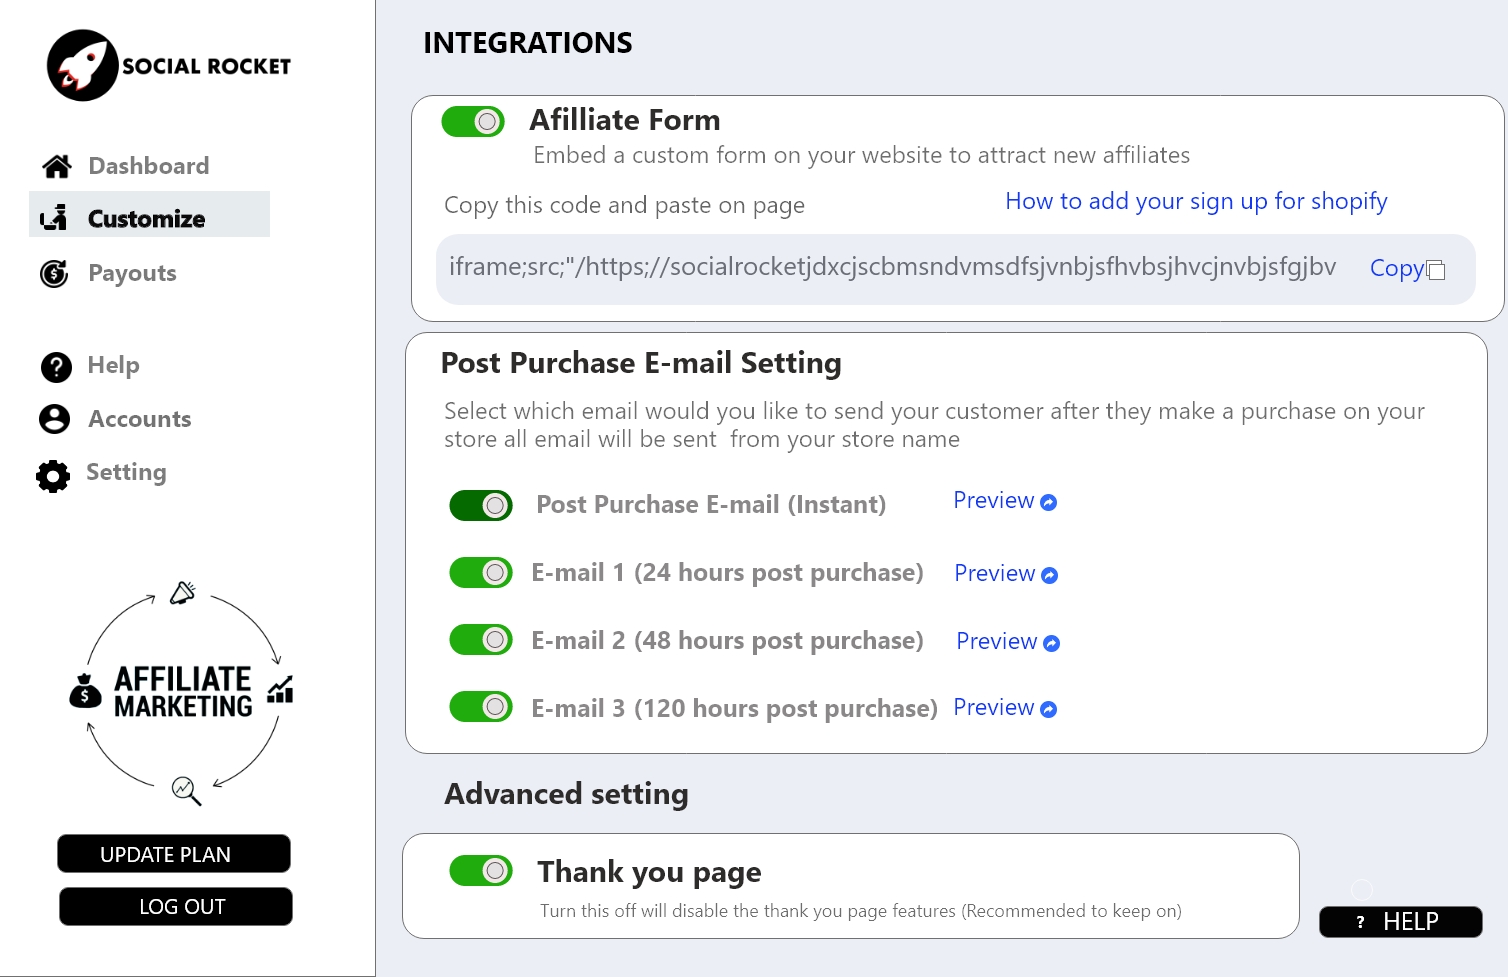 SOCIAL ROCKET
Dashboard
Customize
Payouts
Help
Accounts
Setting
AFFILIATE
MARKETING
UPDATE PLAN
LOG OUT
INTEGRATIONS
Afilliate Form
Embed a custom form on your website to attract new affiliates
Copy this code and paste on page
How to add your sign up for shopify
iframe;src;"/https;//socialrocketjdxcjscbmsndvmsdfsjvnbjsfhvbsjhvcjnvbjsfgjbv
Copy
Post Purchase E-mail Setting
Select which email would you like to send your customer after they make a purchase on your
store all email will be sent  from your store name
Post Purchase E-mail (Instant)
Preview
E-mail 1 (24 hours post purchase)
Preview
E-mail 2 (48 hours post purchase)
Preview
E-mail 3 (120 hours post purchase)
Preview
Advanced setting
Thank you page
Turn this off will disable the thank you page features (Recommended to keep on)
? HELP